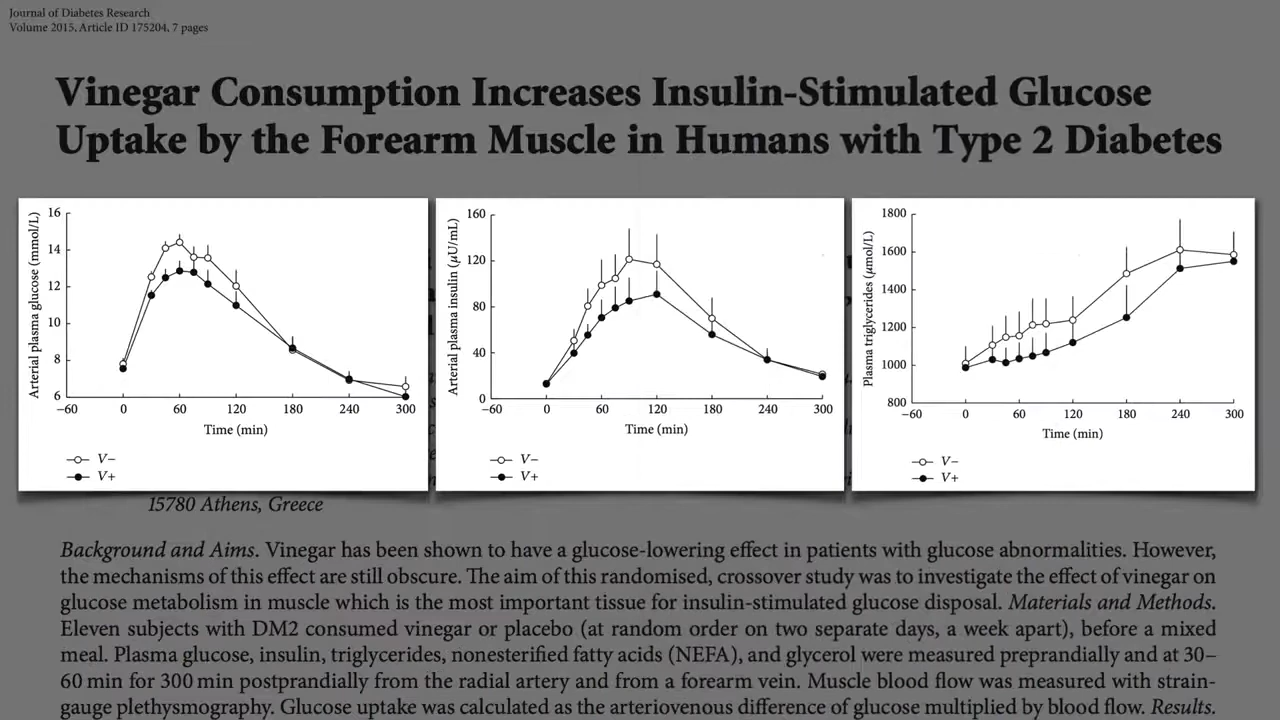 Journal of Diabetes Research
Volume 2015, Article ID 175204, 7 pages
Vinegar Consumption Increases Insulin-Stimulated Glucose
Uptake by the Forearm Muscle in Humans with Type 2 Diabetes
Arterial plasma glucose (mmol/L)
16
14
12
10
8
6
−60 0 60 120 180 240 300
Time (min)
V−
V+
Arterial plasma insulin (μU/mL)
160
120
80
40
0
−60 0 60 120 180 240 300
Time (min)
V−
V+
Plasma triglycerides (μmol/L)
1800
1600
1400
1200
1000
800
−60 0 60 120 180 240 300
Time (min)
V−
V+
15780 Athens, Greece
Background and Aims. Vinegar has been shown to have a glucose-lowering effect in patients with glucose abnormalities. However,
the mechanisms of this effect are still obscure. The aim of this randomised, crossover study was to investigate the effect of vinegar on
glucose metabolism in muscle which is the most important tissue for insulin-stimulated glucose disposal. Materials and Methods.
Eleven subjects with DM2 consumed vinegar or placebo (at random order on two separate days, a week apart), before a mixed
meal. Plasma glucose, insulin, triglycerides, nonesterified fatty acids (NEFA), and glycerol were measured preprandially and at 30–
60 min for 300 min postprandially from the radial artery and from a forearm vein. Muscle blood flow was measured with strain-
gauge plethysmography. Glucose uptake was calculated as the arteriovenous difference of glucose multiplied by blood flow. Results.